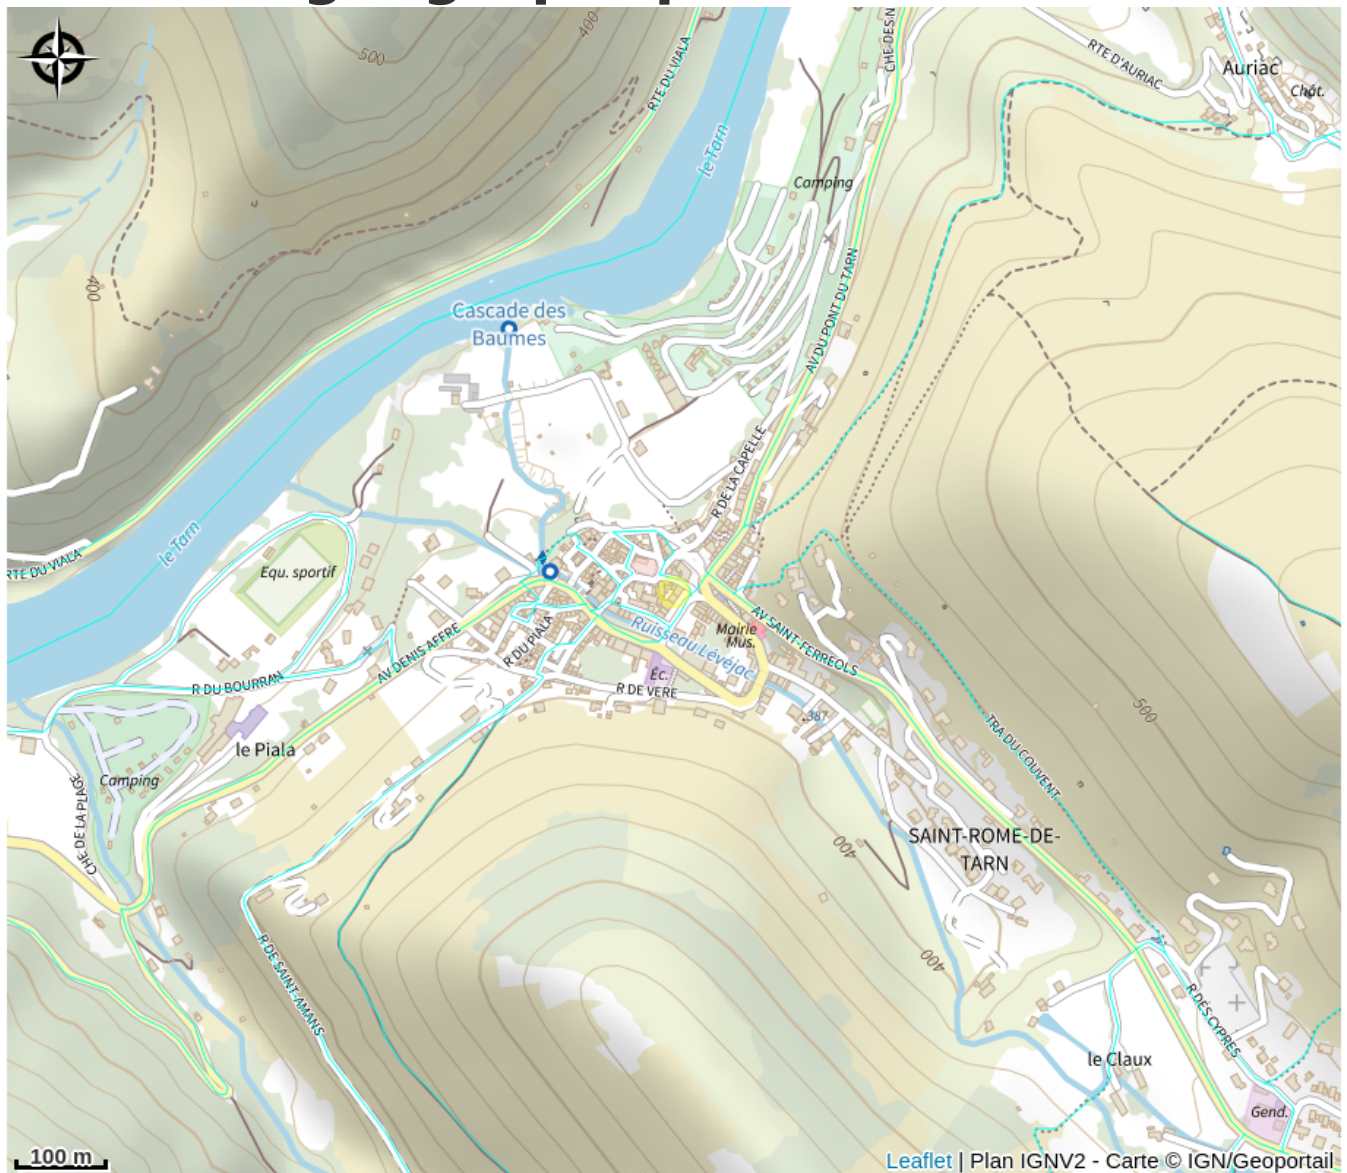 500
400
RTE DU VIALA
CHE DES N
RTE D'AURIAC
Auriac
Chât.
le Tarn
Camping
400
AV DU PONT DU TARN
Cascade des
Baumes
R DE LA CAPELLE
le Tarn
RTE DU VIALA
Equ. sportif
AV SAINT-FERREOLS
Mairie
Mus.
Ruisseau Lévéjac
R DU PIALA
AV DENIS AFFRE
Éc.
R DE VERE
R DU BOURRAN
.387
500
TRA DU COUVENT
le Piala
Camping
CHE DE LA PLAGE
400
SAINT-ROME-DE-
TARN
400
R DE SAINT-AMANS
R DES CYPRES
le Claux
Gend.
100 m
Leaflet | Plan IGNV2 - Carte © IGN/Geoportail